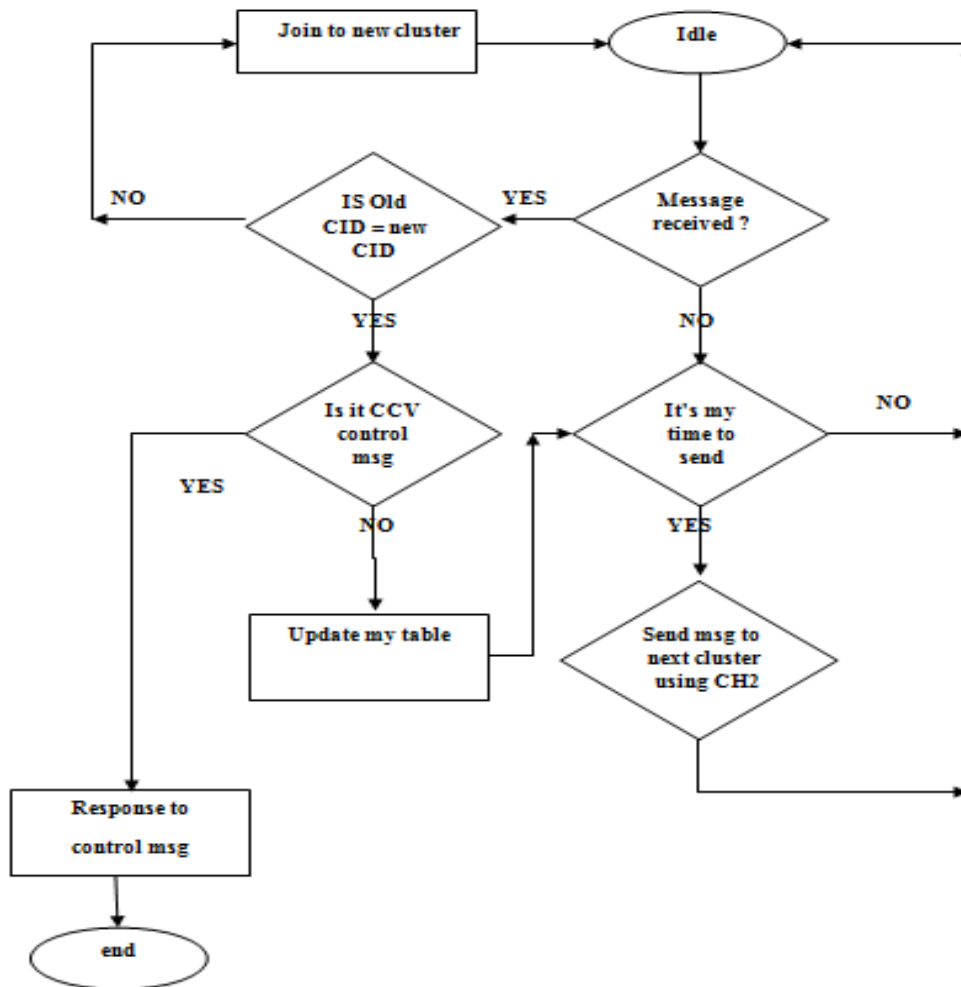 Join to new cluster
Idle
NO
IS Old
CID = new
CID
YES
Message
received ?
YES
NO
Is it CCV
control
msg
It's my
time to
send
NO
YES
NO
YES
Update my table
Send msg to
next cluster
using CH2
Response to
control msg
end